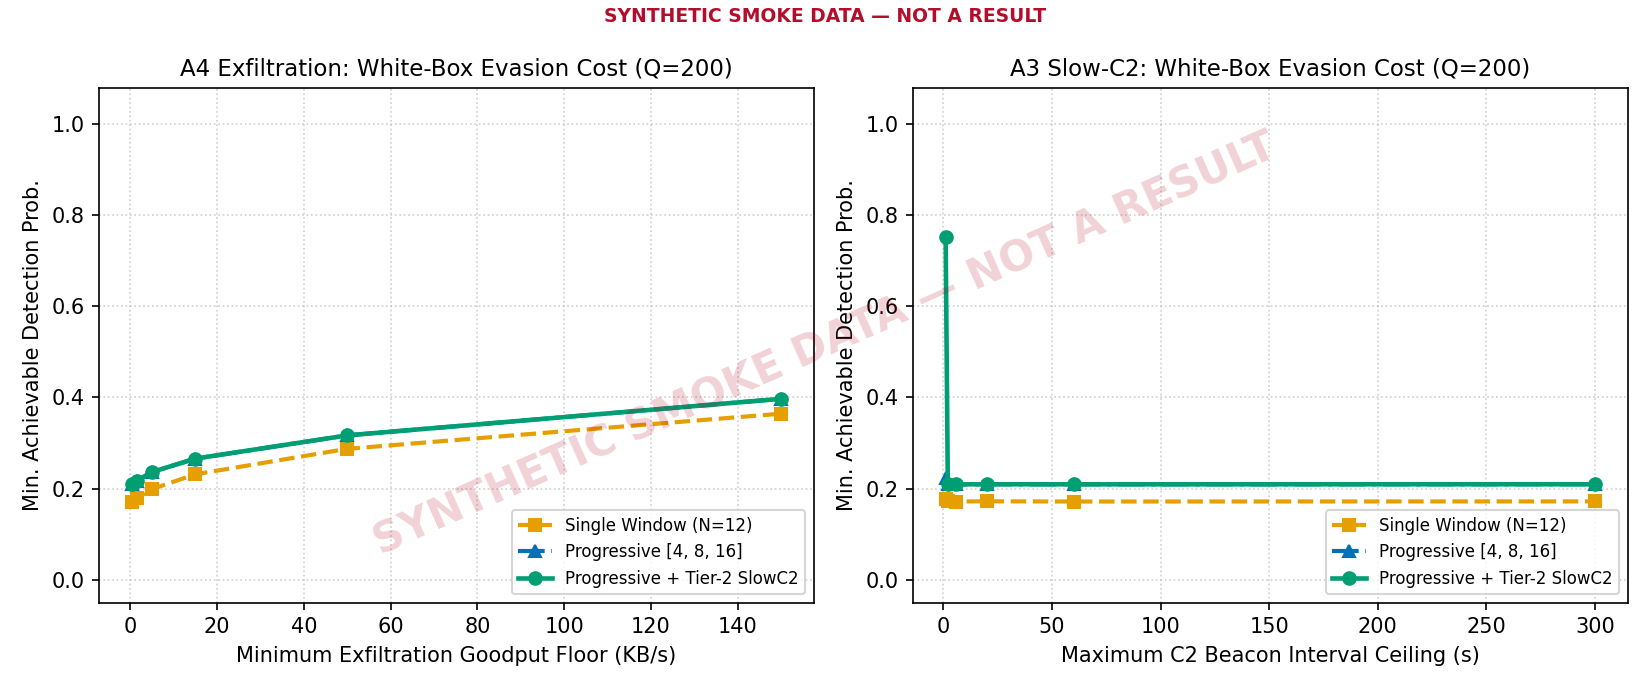 SYNTHETIC SMOKE DATA — NOT A RESULT
A4 Exfiltration: White-Box Evasion Cost (Q=200)
Min. Achievable Detection Prob.
1.0
0.8
0.6
0.4
0.2
0.0
0 20 40 60 80 100 120 140
Minimum Exfiltration Goodput Floor (KB/s)
Single Window (N=12)
Progressive [4, 8, 16]
Progressive + Tier-2 SlowC2
A3 Slow-C2: White-Box Evasion Cost (Q=200)
Min. Achievable Detection Prob.
1.0
0.8
0.6
0.4
0.2
0.0
0 50 100 150 200 250 300
Maximum C2 Beacon Interval Ceiling (s)
Single Window (N=12)
Progressive [4, 8, 16]
Progressive + Tier-2 SlowC2
SYNTHETIC SMOKE DATA — NOT A RESULT